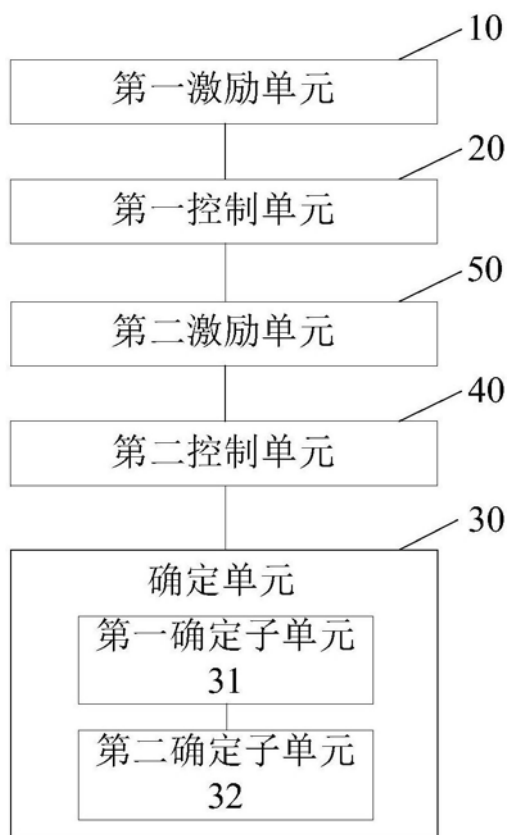 10
第一激励单元
20
第一控制单元
50
第二激励单元
40
第二控制单元
30
确定单元
第一确定子单元
31
第二确定子单元
32